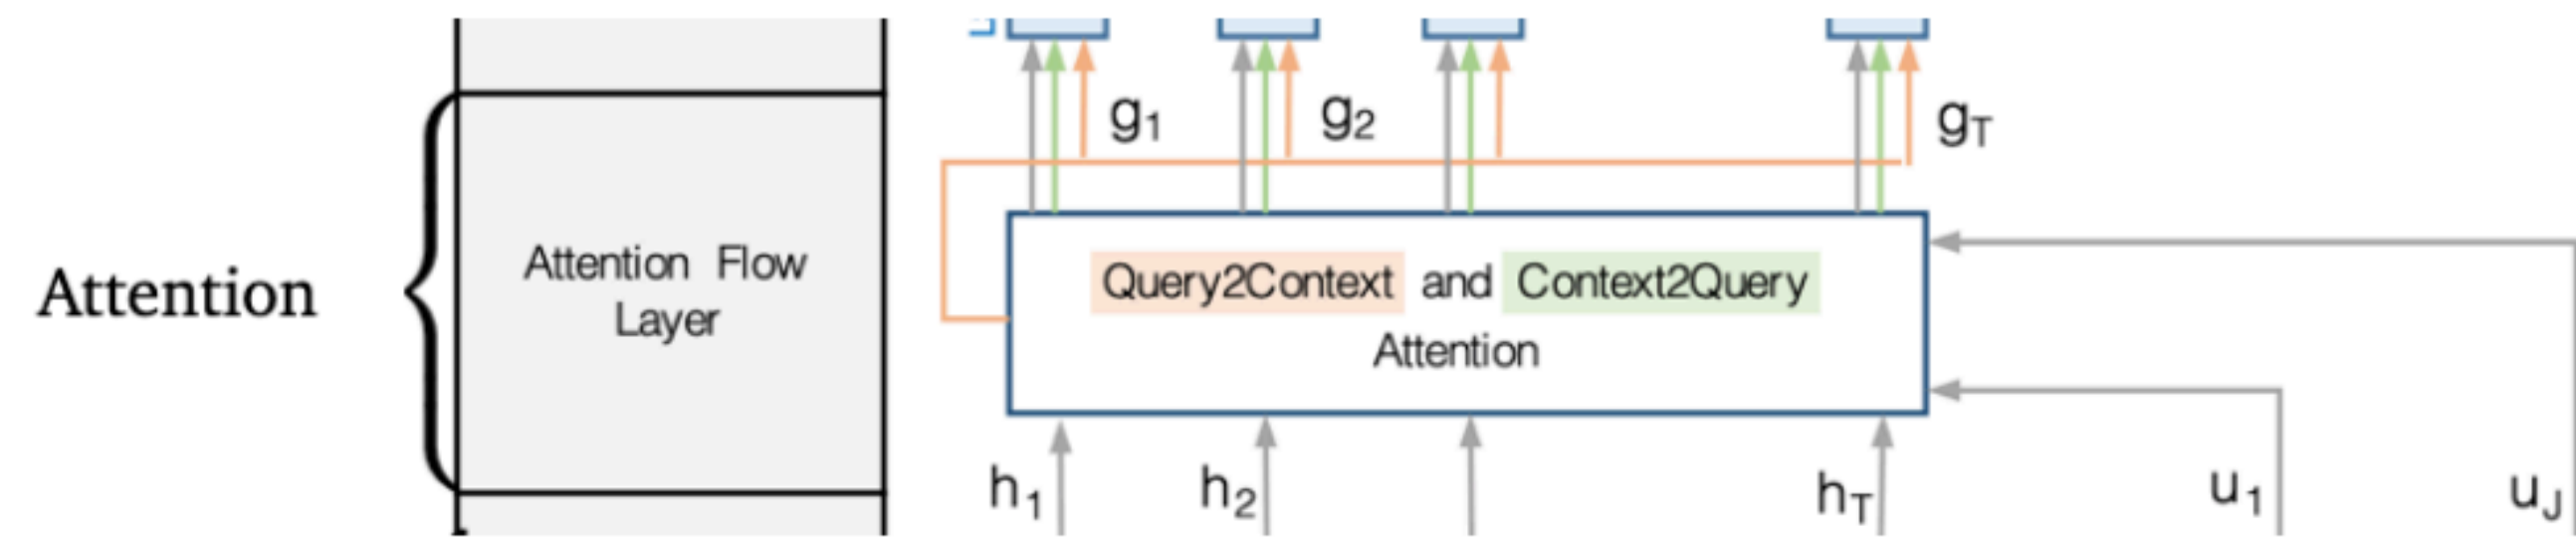 g1 g2 gT
Attention
Attention Flow
Layer
Query2Context and Context2Query
Attention
h1 h2 hT u1 uJ